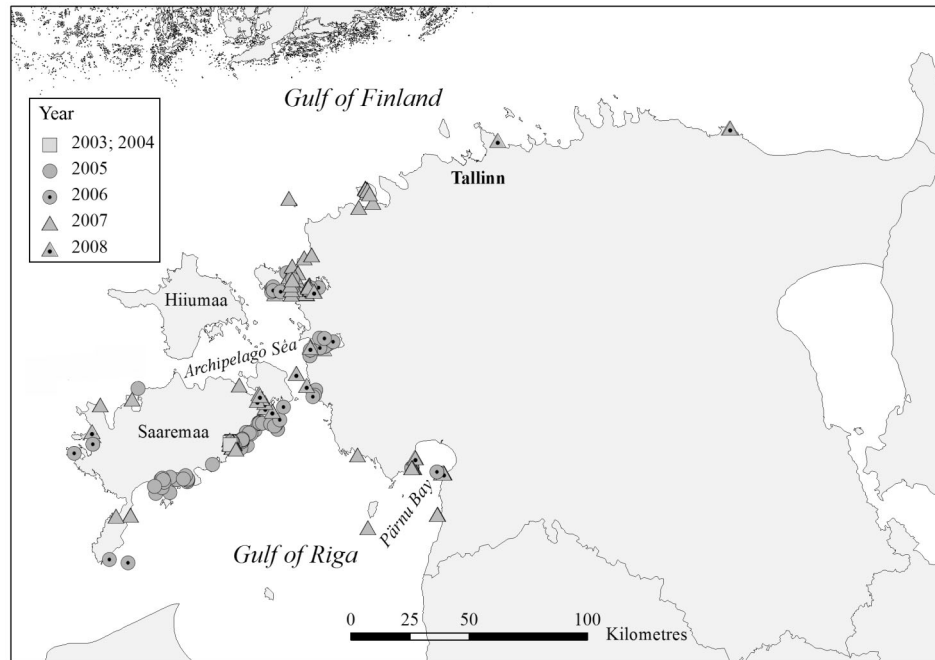 Gulf of Finland
Year
2003; 2004
2005
2006
2007
2008
Tallinn
Hiiumaa
Archipelago Sea
Saaremaa
Pärnu Bay
Gulf of Riga
0 25 50 100
Kilometres